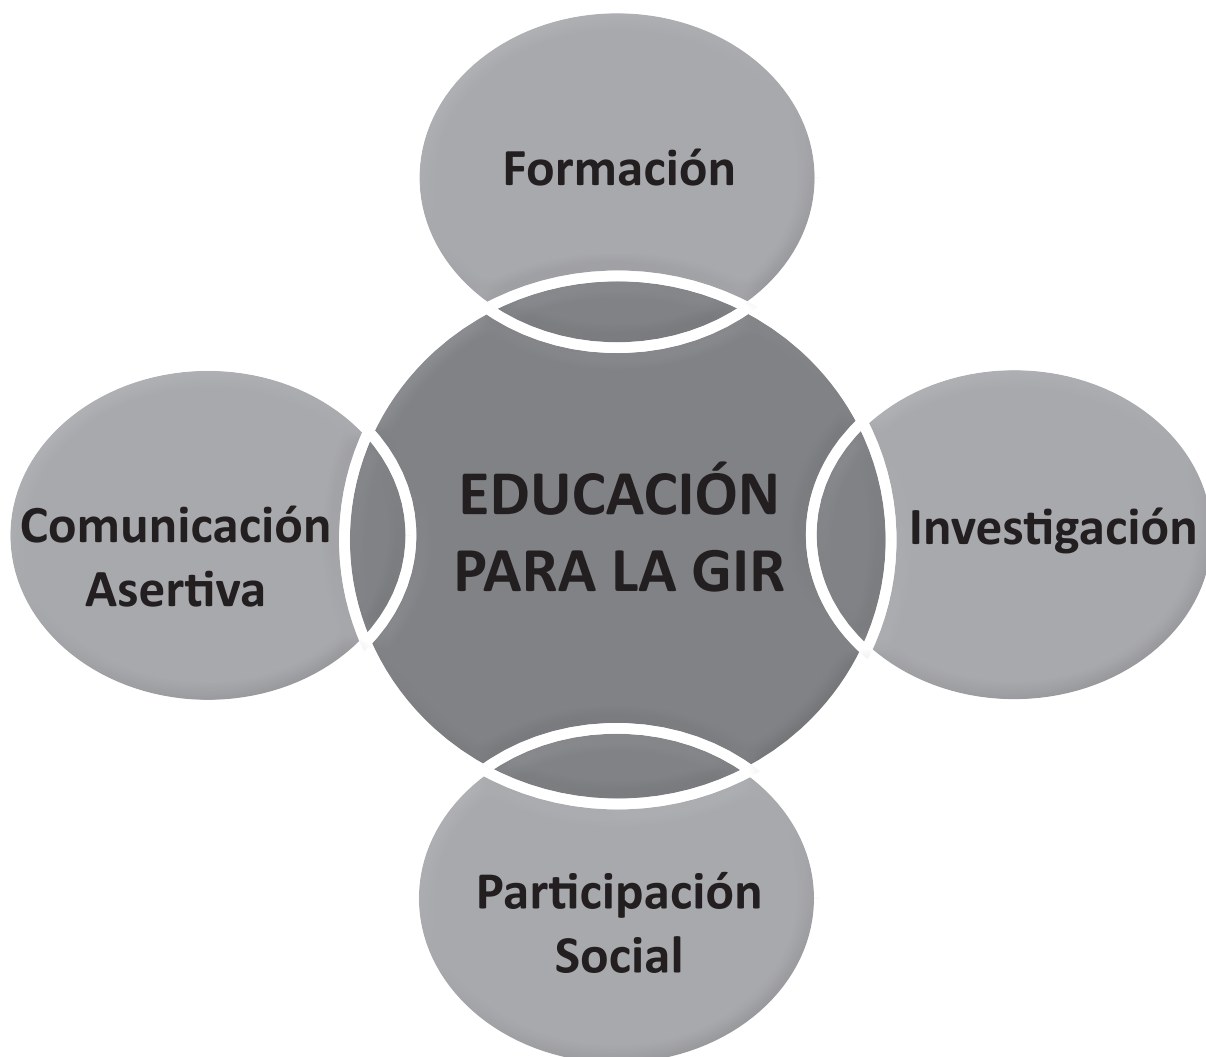 Formación
Comunicación
Asertiva
EDUCACIÓN
PARA LA GIR
Investigación
Participación
Social